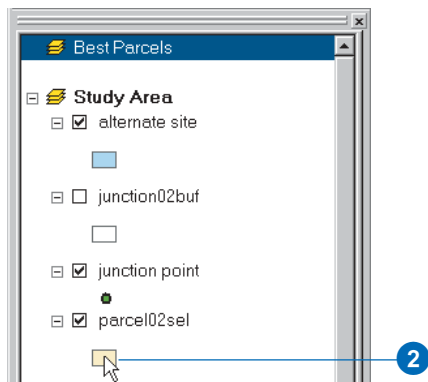 Best Parcels
Study Area
alternate site
junction02buf
junction point
parcel02sel
2